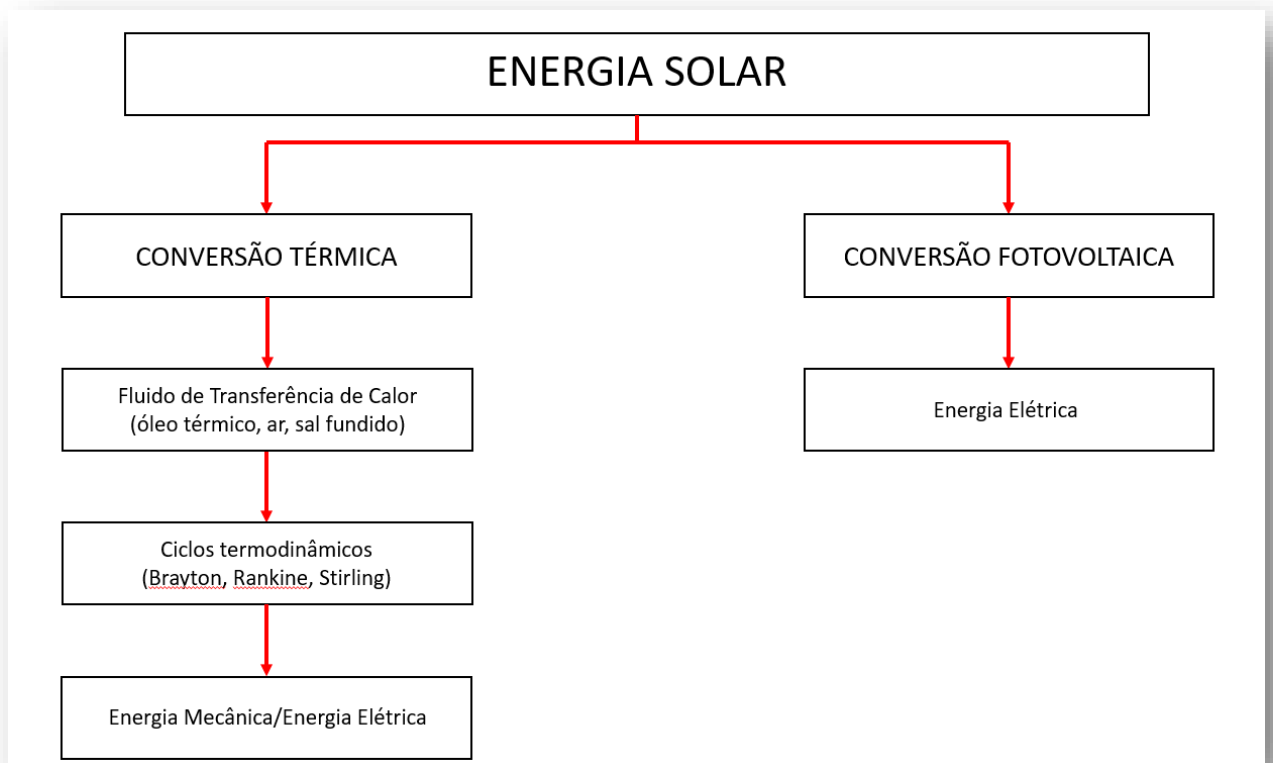 ENERGIA SOLAR
CONVERSÃO TÉRMICA
CONVERSÃO FOTOVOLTAICA
Fluido de Transferência de Calor
(óleo térmico, ar, sal fundido)
Energia Elétrica
Ciclos termodinâmicos
(Brayton, Rankine, Stirling)
Energia Mecânica/Energia Elétrica